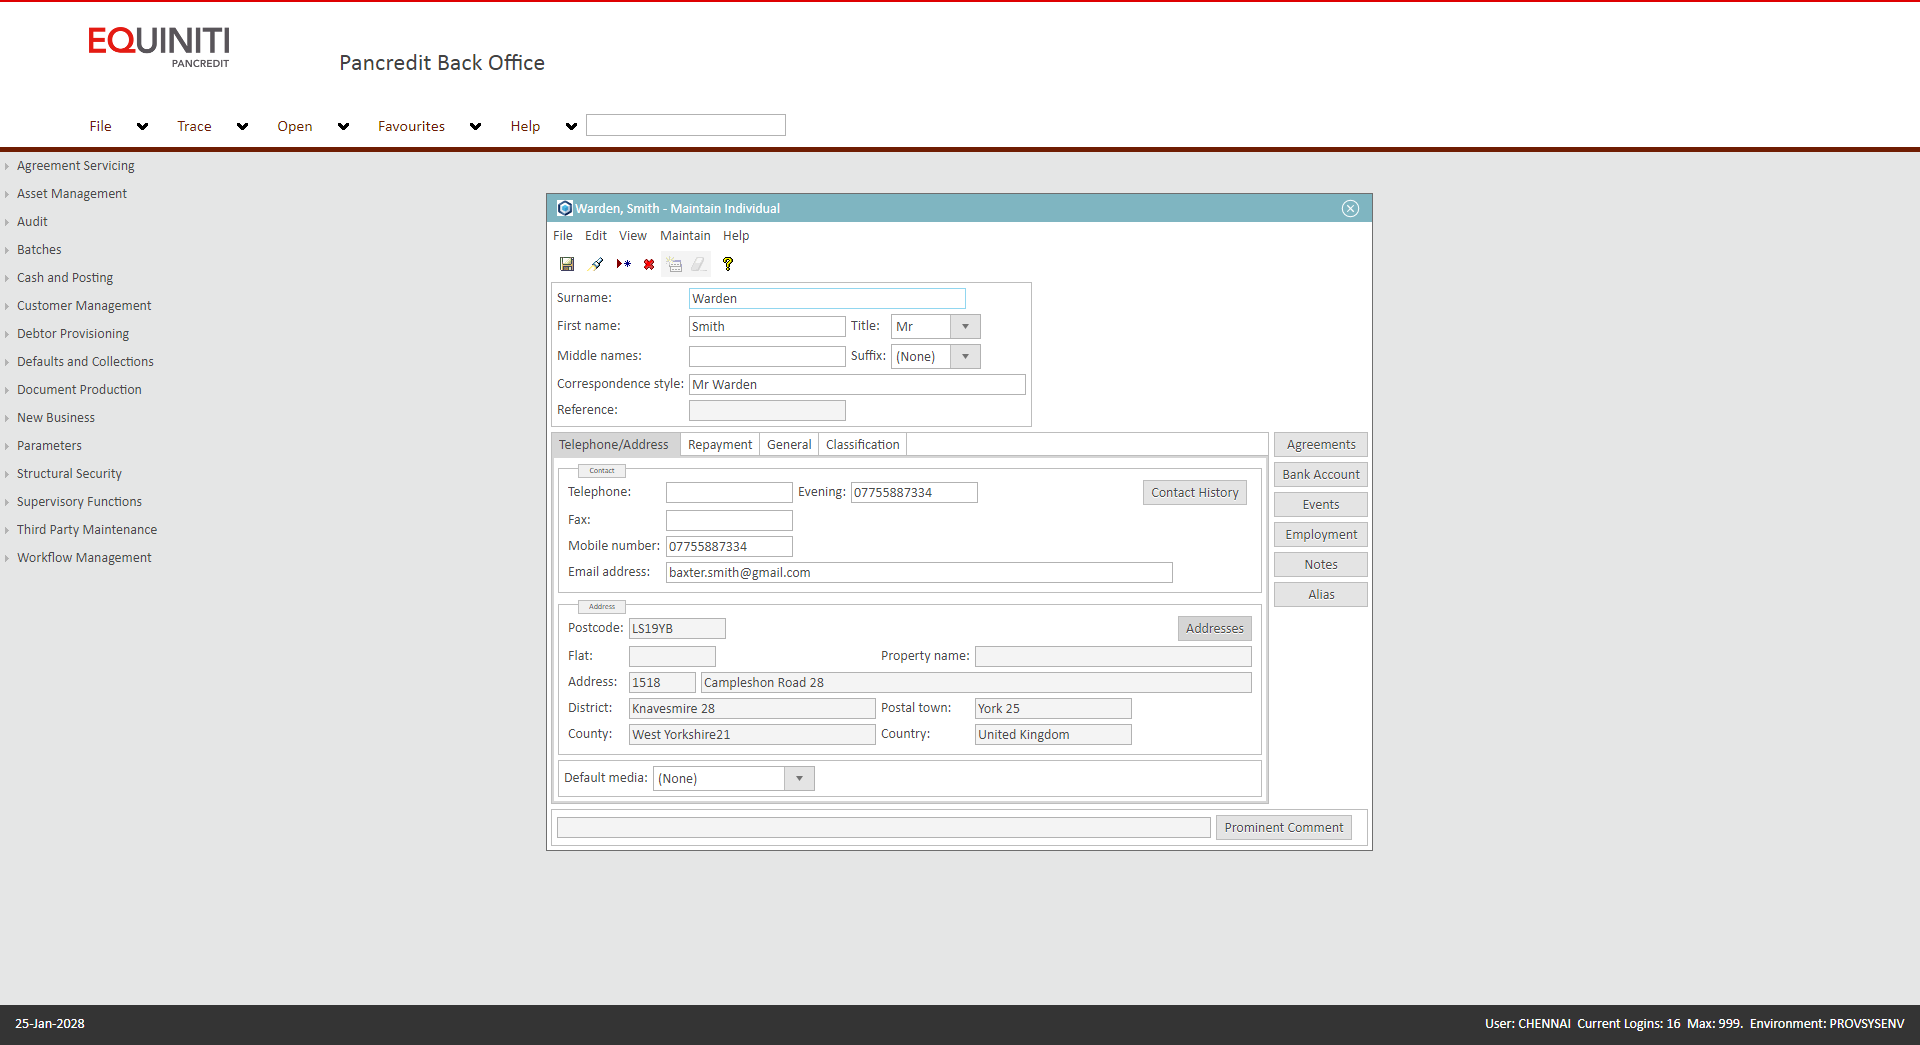 EQUINITI
PANCREDIT
Pancredit Back Office
File Trace Open Favourites Help
Agreement Servicing
Asset Management
Audit
Batches
Cash and Posting
Customer Management
Debtor Provisioning
Defaults and Collections
Document Production
New Business
Parameters
Structural Security
Supervisory Functions
Third Party Maintenance
Workflow Management
Warden, Smith - Maintain Individual
File Edit View Maintain Help
Surname: Warden
First name: Smith Title: Mr
Middle names: Suffix: (None)
Correspondence style: Mr Warden
Reference:
Telephone/Address Repayment General Classification
Contact
Telephone: Evening: 07755887334 Contact History
Fax:
Mobile number: 07755887334
Email address: baxter.smith@gmail.com
Address
Postcode: LS19YB Addresses
Flat: Property name:
Address: 1518 Campleshon Road 28
District: Knavesmire 28 Postal town: York 25
County: West Yorkshire21 Country: United Kingdom
Default media: (None)
Prominent Comment
Agreements
Bank Account
Events
Employment
Notes
Alias
25-Jan-2028
User: CHENNAI Current Logins: 16 Max: 999. Environment: PROVSYSENV